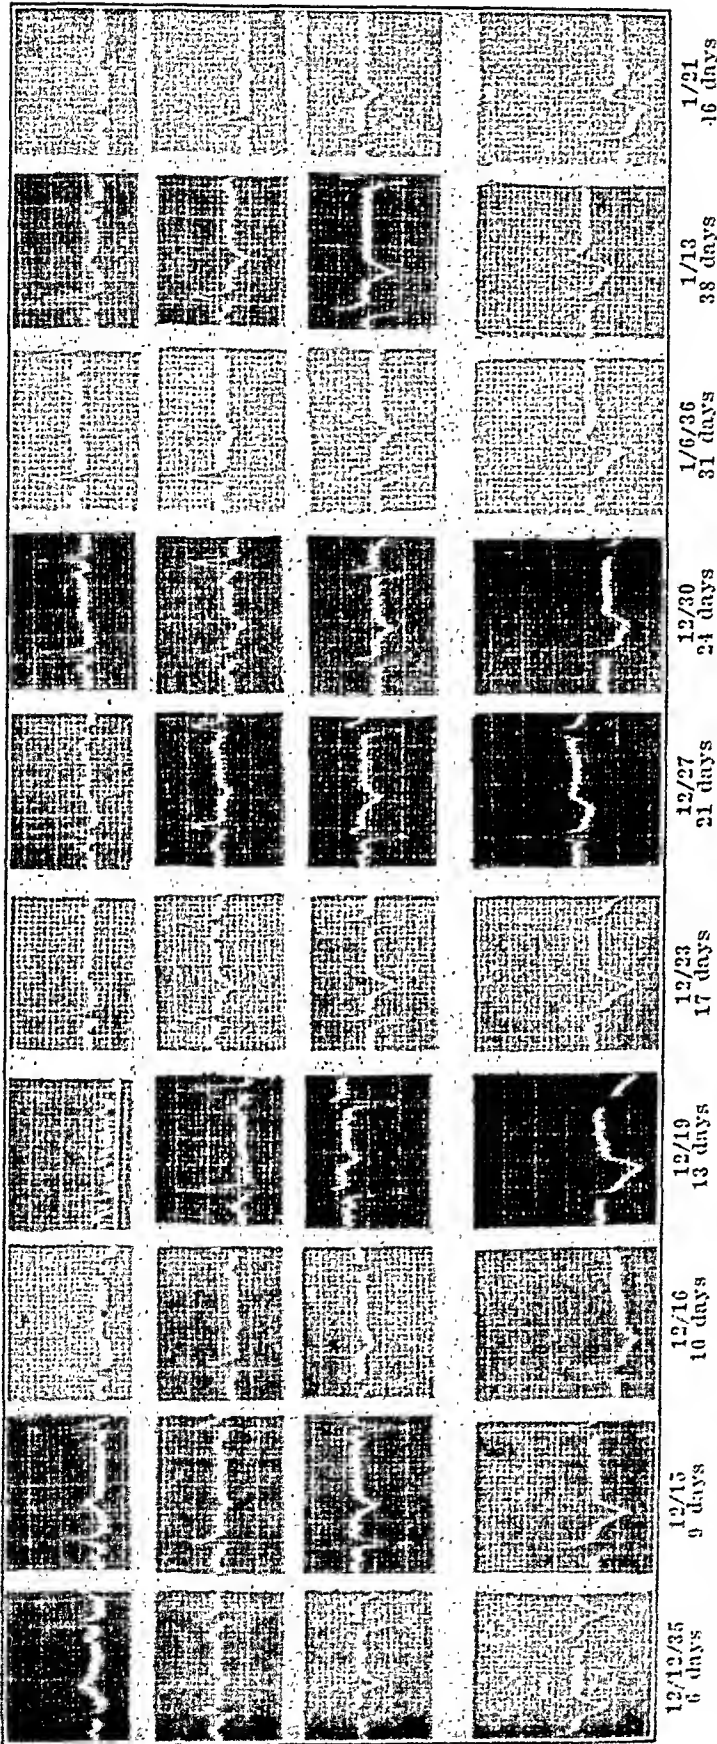 12/12/35
6 days
12/15
9 days
12/16
10 days
12/19
13 days
12/23
17 days
12/27
21 days
12/30
24 days
1/6/36
31 days
1/13
38 days
1/21
46 days